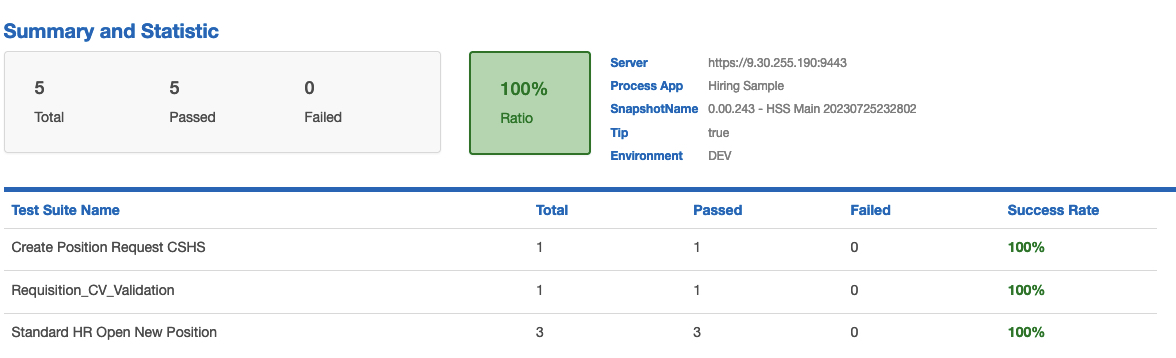 Summary and Statistic
5 5 0
Total Passed Failed
100%
Ratio
Server https://9.30.255.190:9443
Process App Hiring Sample
SnapshotName 0.00.243 - HSS Main 20230725232802
Tip true
Environment DEV
Test Suite Name Total Passed Failed Success Rate
Create Position Request CSHS 1 1 0 100%
Requisition_CV_Validation 1 1 0 100%
Standard HR Open New Position 3 3 0 100%